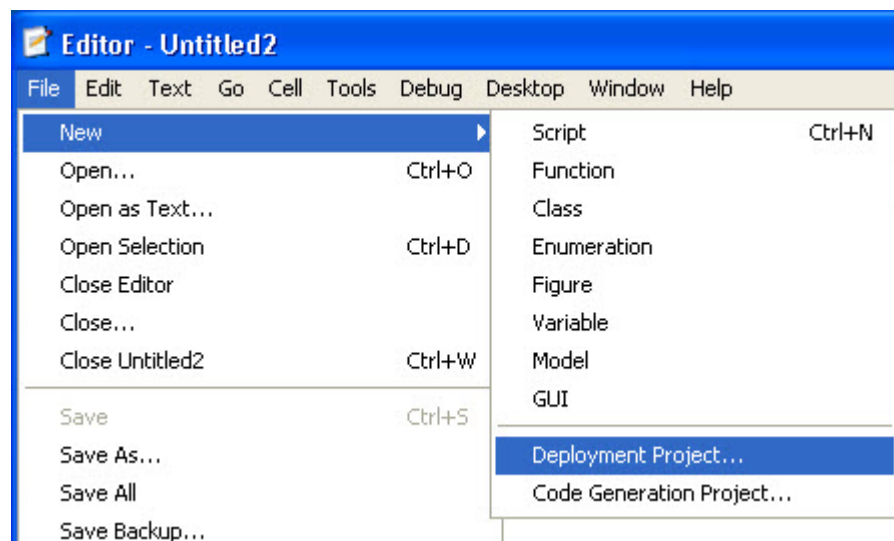 Editor - Untitled2
File Edit Text Go Cell Tools Debug Desktop Window Help
New
Open... Ctrl+O
Open as Text...
Open Selection Ctrl+D
Close Editor
Close...
Close Untitled2 Ctrl+W
Save Ctrl+S
Save As...
Save All
Save Backup...
Script Ctrl+N
Function
Class
Enumeration
Figure
Variable
Model
GUI
Deployment Project...
Code Generation Project...